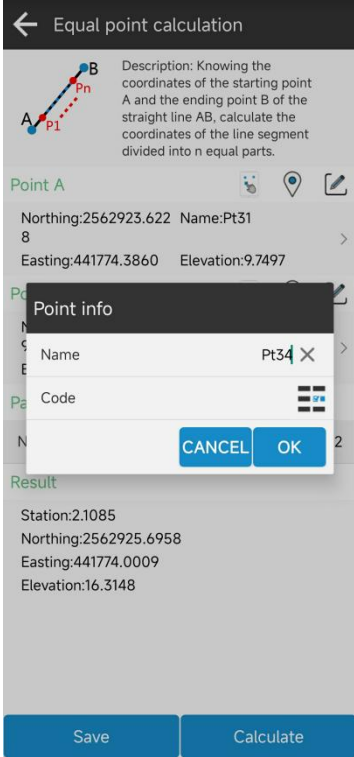 Equal point calculation
B
Pn
A
P1
Description: Knowing the
coordinates of the starting point
A and the ending point B of the
straight line AB, calculate the
coordinates of the line segment
divided into n equal parts.
Point A
Northing:2562923.622 Name:Pt31
8
Easting:441774.3860 Elevation:9.7497
Point info
Name Pt34
Code
CANCEL OK
2
Result
Station:2.1085
Northing:2562925.6958
Easting:441774.0009
Elevation:16.3148
Save Calculate